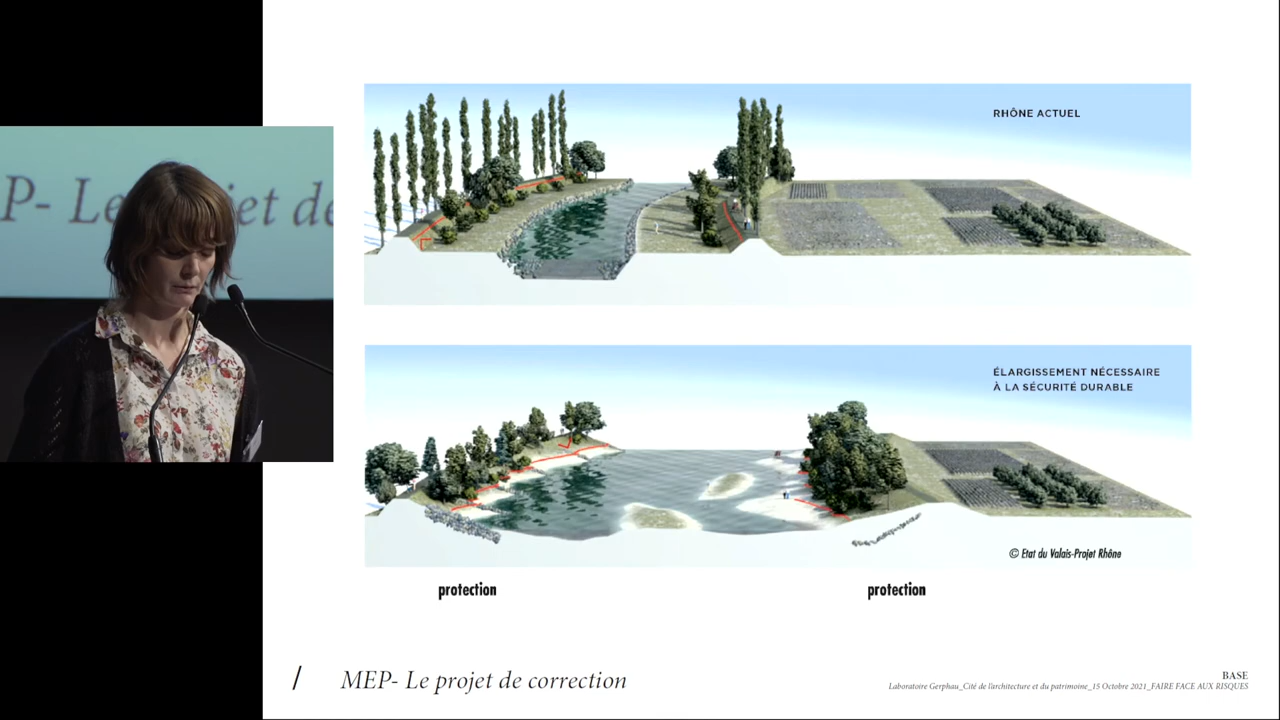 P- Le projet de
RHÔNE ACTUEL
ÉLARGISSEMENT NÉCESSAIRE
À LA SÉCURITÉ DURABLE
© Etat du Valais-Projet Rhône
protection
protection
/ MEP- Le projet de correction
BASE
Laboratoire Gerphau_Cité de l'architecture et du patrimoine_15 Octobre 2021_FAIRE FACE AUX RISQUES